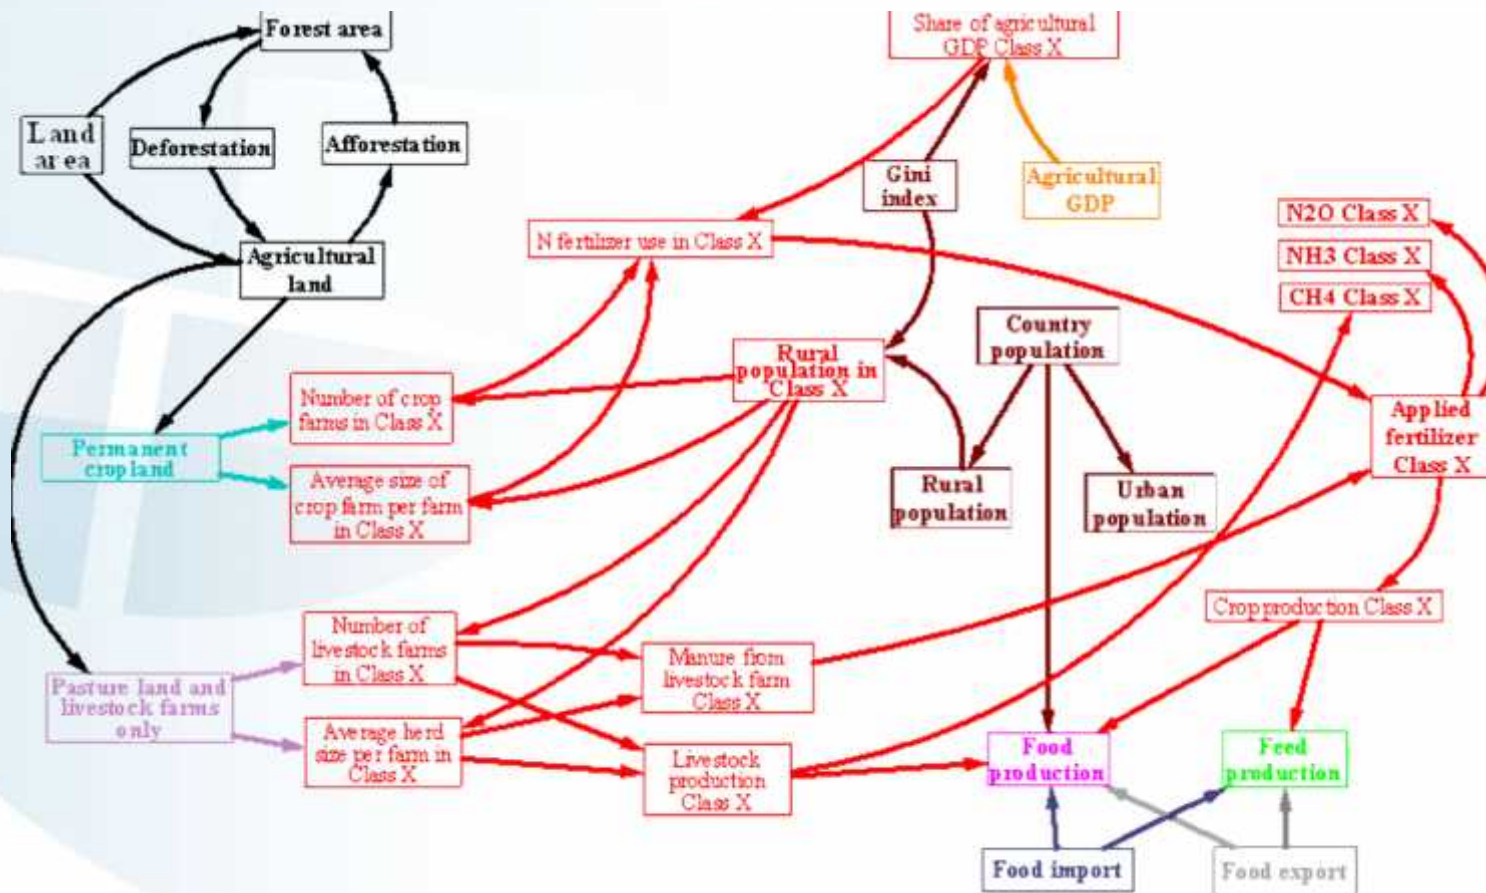 Forest area
Share of agricultural
GDP Class X
Land
area
Deforestation
Afforestation
Gini
index
Agricultural
GDP
N2O Class X
N fertilizer use in Class X
NH3 Class X
Agricultural
land
CH4 Class X
Country
population
Rural
population in
Class X
Number of crop
farms in Class X
Applied
fertilizer
Class X
Permanent
cropland
Average size of
crop farm per farm
in Class X
Rural
population
Urban
population
Crop production Class X
Number of
livestock farms
in Class X
Manure from
livestock farm
Class X
Pasture land and
livestock farms
only
Average herd
size per farm in
Class X
Livestock
production
Class X
Food
production
Feed
production
Food import
Food export